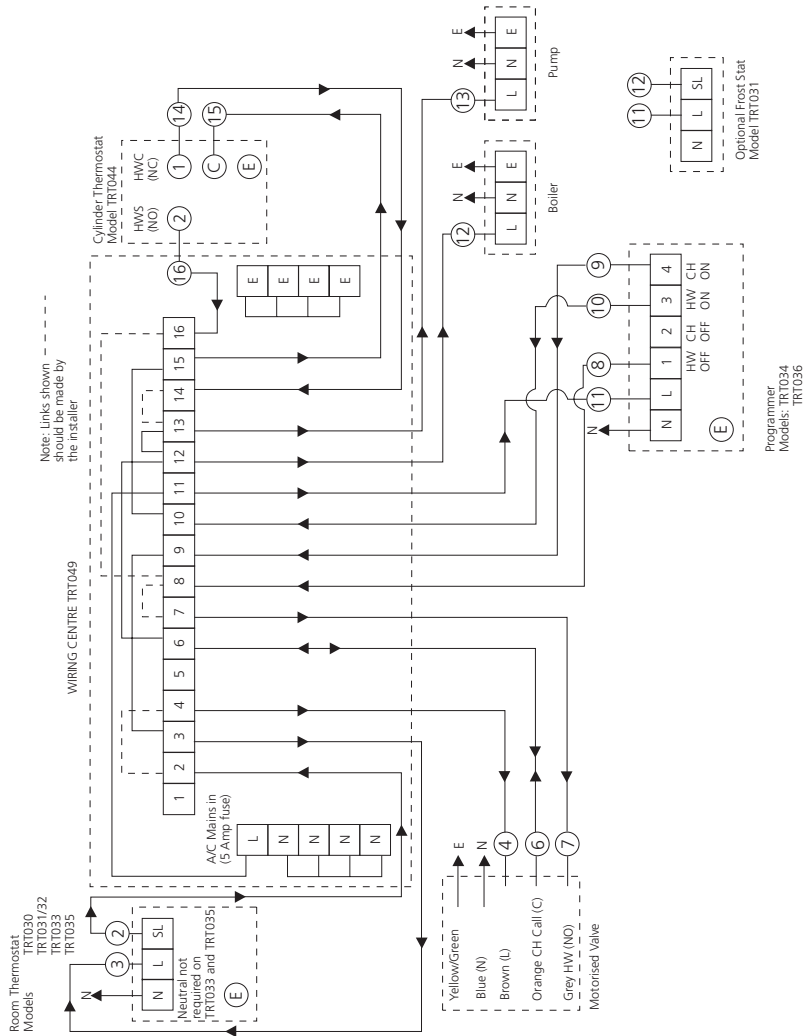 Room Thermostat
Models TRT030
TRT031/32
TRT033
TRT035
N
3
2
N
L
SL
Neutral not
required on
TRT033 and TRT035
E
WIRING CENTRE TRT049
Note: Links shown
should be made by
the installer
A/C Mains in
(5 Amp fuse)
L
N
N
N
N
1
2
3
4
5
6
7
8
9
10
11
12
13
14
15
16
E
E
E
E
16
Cylinder Thermostat
Model TRT044
HWS
(NO)
HWC
(NC)
2
1
C
E
14
15
Yellow/Green
E
Blue (N)
N
Brown (L)
4
Orange CH Call (C)
6
Grey HW (NO)
7
Motorised Valve
N
11
8
10
9
N
L
1
2
3
4
HW
OFF
CH
OFF
HW
ON
CH
ON
E
Programmer
Models: TRT034
TRT036
12
N
E
L
N
E
Boiler
13
N
E
L
N
E
Pump
11
12
N
L
SL
Optional Frost Stat
Model TRT031